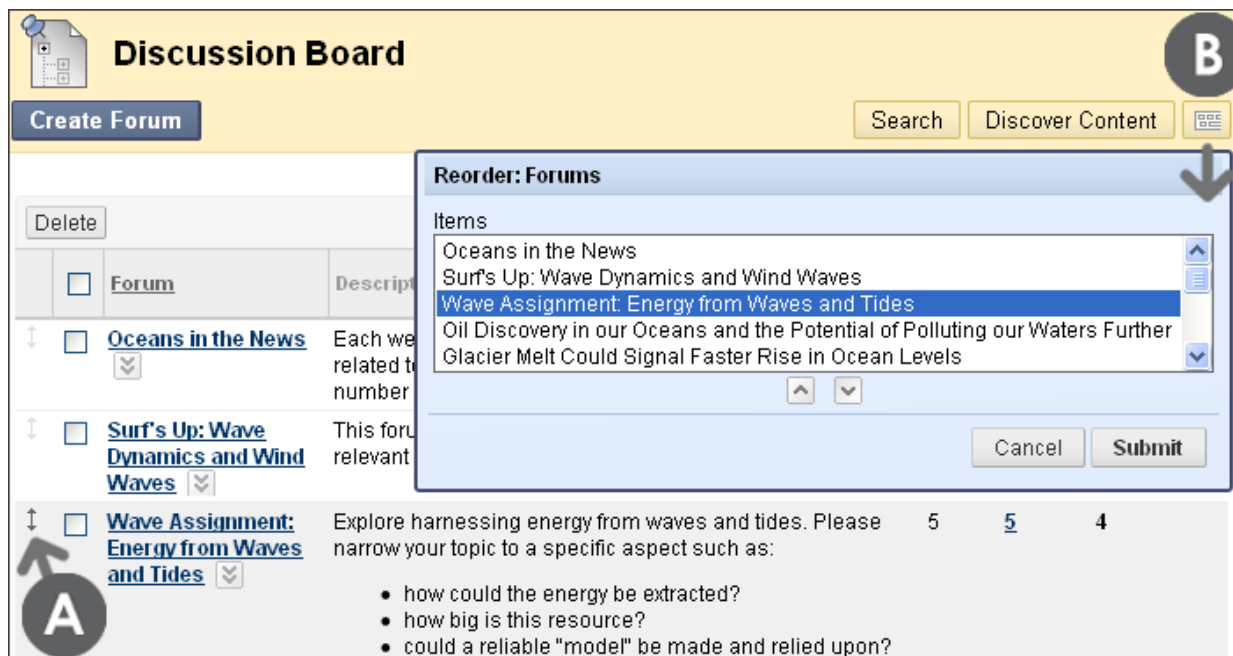 Discussion Board
B
Create Forum
Search
Discover Content
Reorder: Forums
Delete
Items
Oceans in the News
Surf's Up: Wave Dynamics and Wind Waves
Wave Assignment: Energy from Waves and Tides
Oil Discovery in our Oceans and the Potential of Polluting our Waters Further
Glacier Melt Could Signal Faster Rise in Ocean Levels
Cancel
Submit
Forum
Descript
Oceans in the News
Each we
related t
number
Surf's Up: Wave
Dynamics and Wind
Waves
This foru
relevant
Wave Assignment:
Energy from Waves
and Tides
Explore harnessing energy from waves and tides. Please
narrow your topic to a specific aspect such as:
• how could the energy be extracted?
• how big is this resource?
• could a reliable "model" be made and relied upon?
5
5
4
A